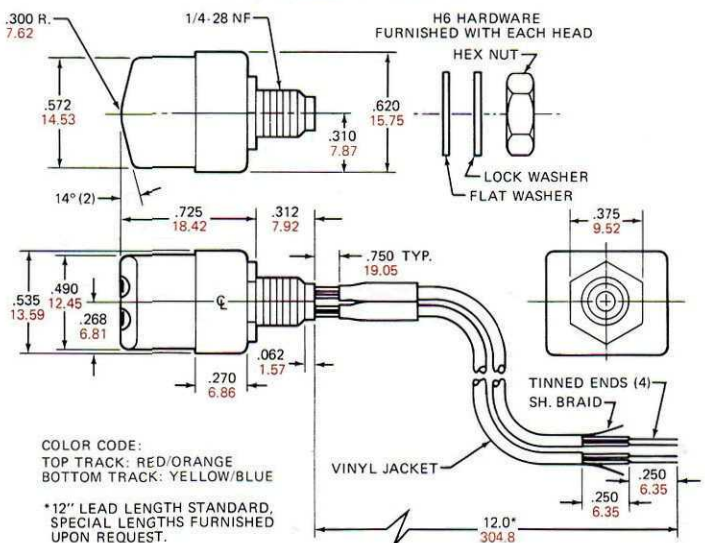 .300 R.
7.62
1/4-28 NF
H6 HARDWARE
FURNISHED WITH EACH HEAD
HEX NUT
.572
14.53
.310
7.87
.620
15.75
LOCK WASHER
FLAT WASHER
14° (2)
.725
18.42
.312
7.92
.750 TYP.
19.05
.375
9.52
.535
13.59
.490
12.45
.268
6.81
CL
.062
1.57
.270
6.86
TINNED ENDS (4)
SH. BRAID
VINYL JACKET
.250
6.35
.250
6.35
COLOR CODE:
TOP TRACK: RED/ORANGE
BOTTOM TRACK: YELLOW/BLUE
*12" LEAD LENGTH STANDARD,
SPECIAL LENGTHS FURNISHED
UPON REQUEST.
12.0*
304.8